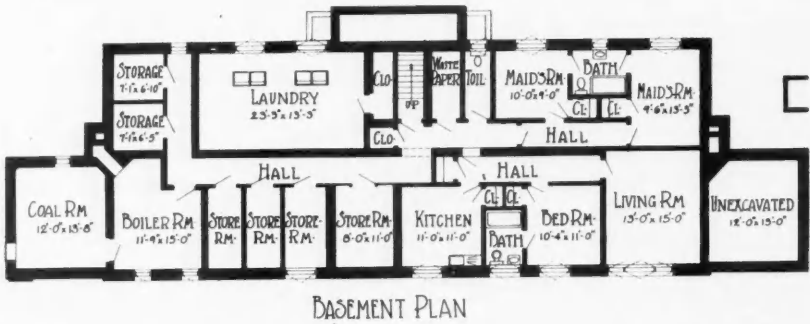 STORAGE
7'-1"x 6'-10"
STORAGE
7'-1"x 6'-5"
LAUNDRY
23'-3"x 13'-3"
CLO.
CLO.
UP
WASTE
PAPER
TOIL.
MAID'S RM.
10'-0"x 9'-0"
BATH
CL.
CL.
MAID'S RM.
9'-6"x 13'-3"
HALL
HALL
HALL
COAL RM.
12'-0"x 13'-8"
BOILER RM.
11'-9"x 15'-0"
STORE
RM.
STORE
RM.
STORE-
RM.
STORE RM.
8'-0"x 11'-0"
KITCHEN
11'-0"x 11'-0"
CL.
CL.
BATH
BED RM.
10'-4"x 11'-0"
LIVING RM.
13'-0"x 15'-0"
UNEXCAVATED
12'-0"x 13'-0"
BASEMENT PLAN